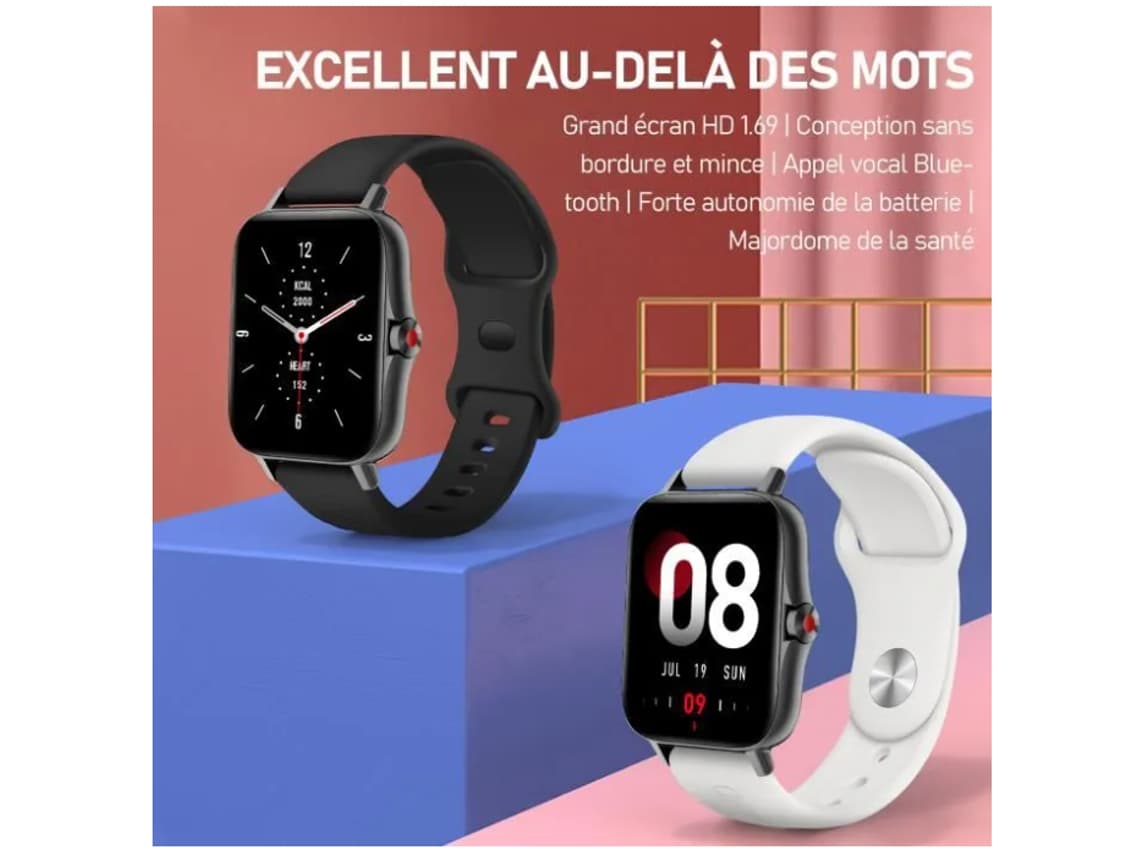 EXCELLENT AU-DELÀ DES MOTS
Grand écran HD 1.69 | Conception sans
bordure et mince | Appel vocal Blue-
tooth | Forte autonomie de la batterie |
Majordome de la santé
12
KCAL
2000
9
3
HEART
152
6
08
JUL 19 SUN
09